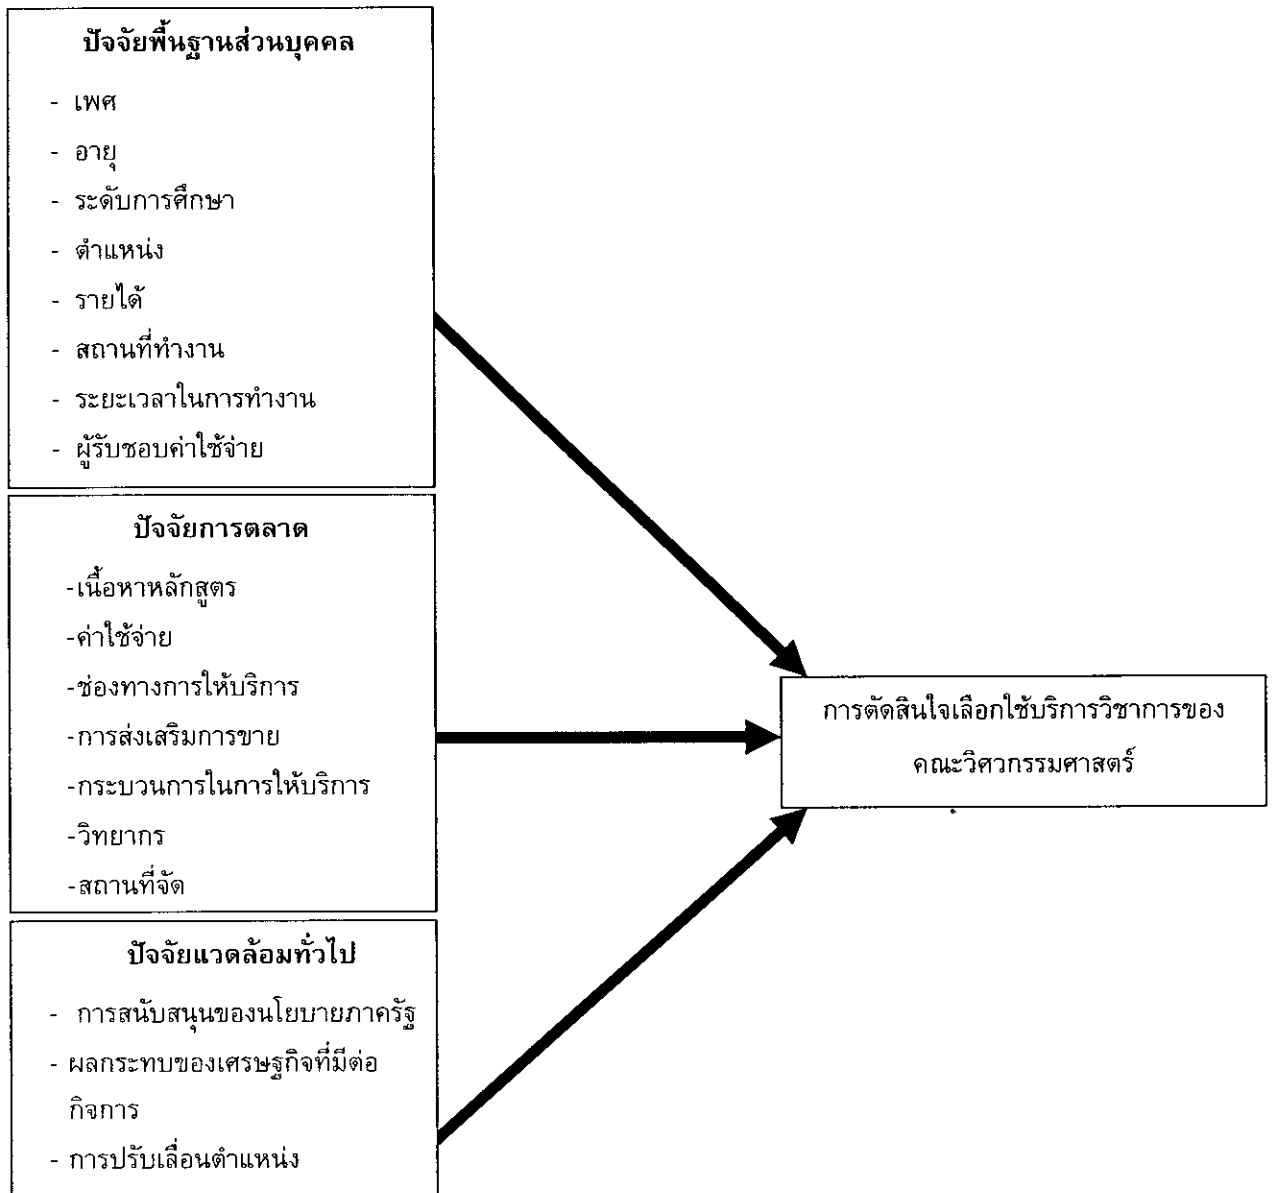 ปัจจัยพื้นฐานส่วนบุคคล
- เพศ
- อายุ
- ระดับการศึกษา
- ตำแหน่ง
- รายได้
- สถานที่ทำงาน
- ระยะเวลาในการทำงาน
- ผู้รับชอบค่าใช้จ่าย
ปัจจัยการตลาด
-เนื้อหาหลักสูตร
-ค่าใช้จ่าย
-ช่องทางการให้บริการ
-การส่งเสริมการขาย
-กระบวนการในการให้บริการ
-วิทยากร
-สถานที่จัด
ปัจจัยแวดล้อมทั่วไป
- การสนับสนุนของนโยบายภาครัฐ
- ผลกระทบของเศรษฐกิจที่มีต่อ
กิจการ
- การปรับเลื่อนตำแหน่ง
การตัดสินใจเลือกใช้บริการวิชาการของ
คณะวิศวกรรมศาสตร์